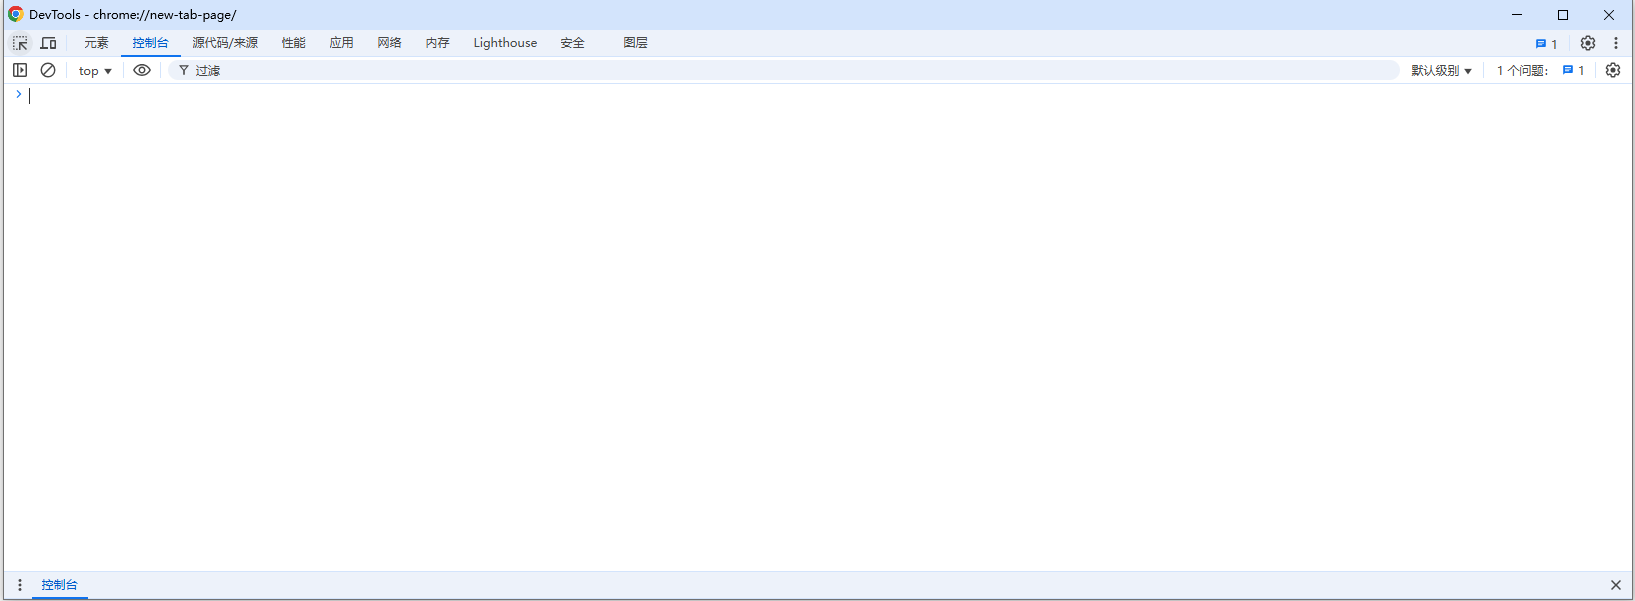 DevTools - chrome://new-tab-page/
元素 控制台 源代码/来源 性能 应用 网络 内存 Lighthouse 安全 图层 1
top 过滤 默认级别 1 个问题: 1
控制台